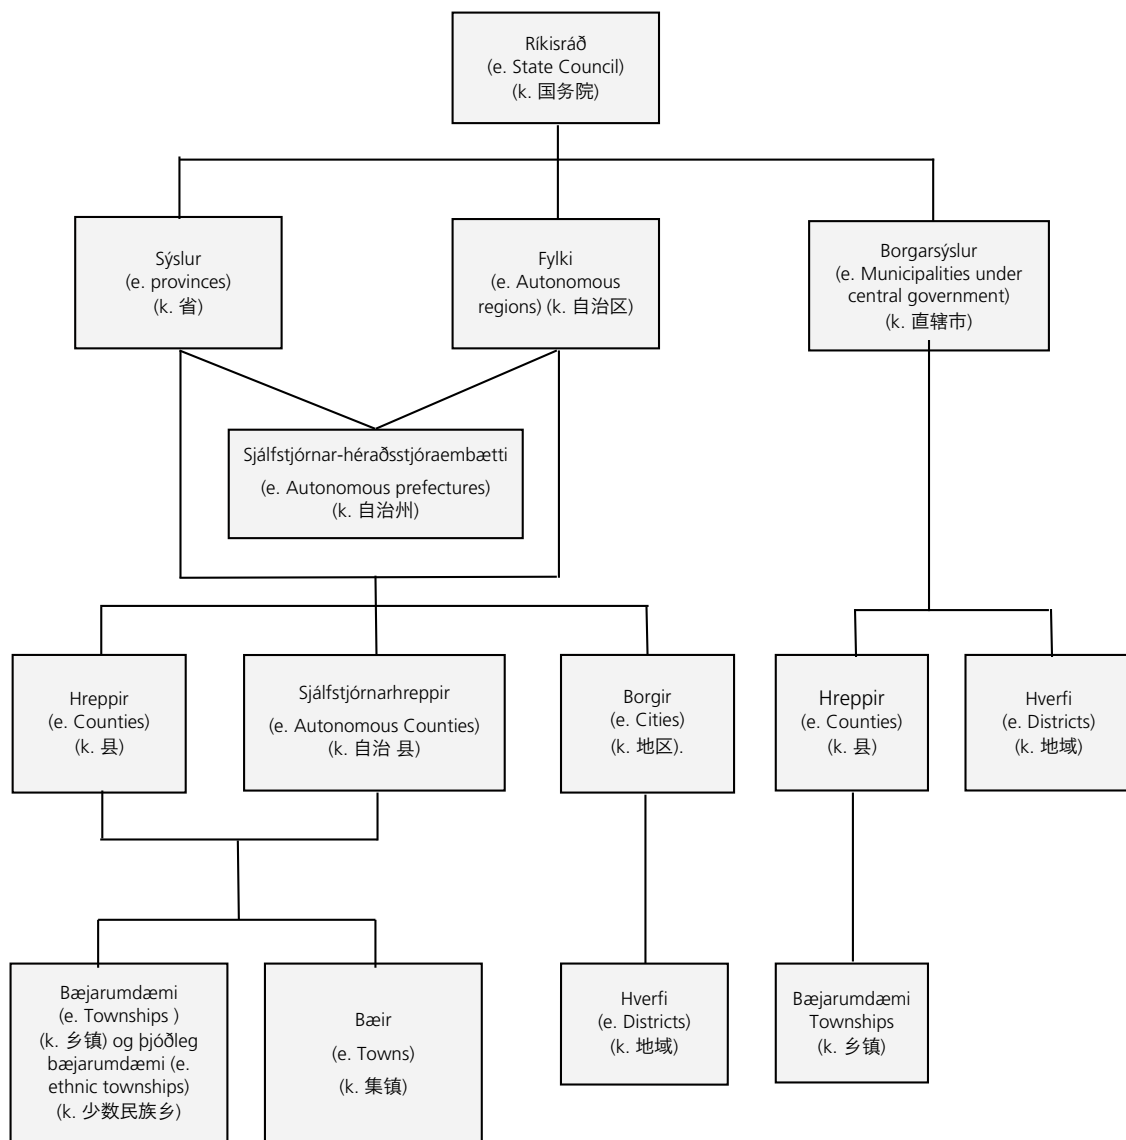 Ríkisráð
(e. State Council)
(k. 国务院)
Sýslur
(e. provinces)
(k. 省)
Fylki
(e. Autonomous
regions) (k. 自治区)
Borgarsýslur
(e. Municipalities under
central government)
(k. 直辖市)
Sjálfstjórnar-héraðsstjóraembætti
(e. Autonomous prefectures)
(k. 自治州)
Hreppir
(e. Counties)
(k. 县)
Sjálfstjórnarhreppir
(e. Autonomous Counties)
(k. 自治 县)
Borgir
(e. Cities)
(k. 地区).
Hreppir
(e. Counties)
(k. 县)
Hverfi
(e. Districts)
(k. 地域)
Bæjarumdæmi
(e. Townships )
(k. 乡镇) og þjóðleg
bæjarumdæmi (e.
ethnic townships)
(k. 少数民族乡)
Bæir
(e. Towns)
(k. 集镇)
Hverfi
(e. Districts)
(k. 地域)
Bæjarumdæmi
Townships
(k. 乡镇)